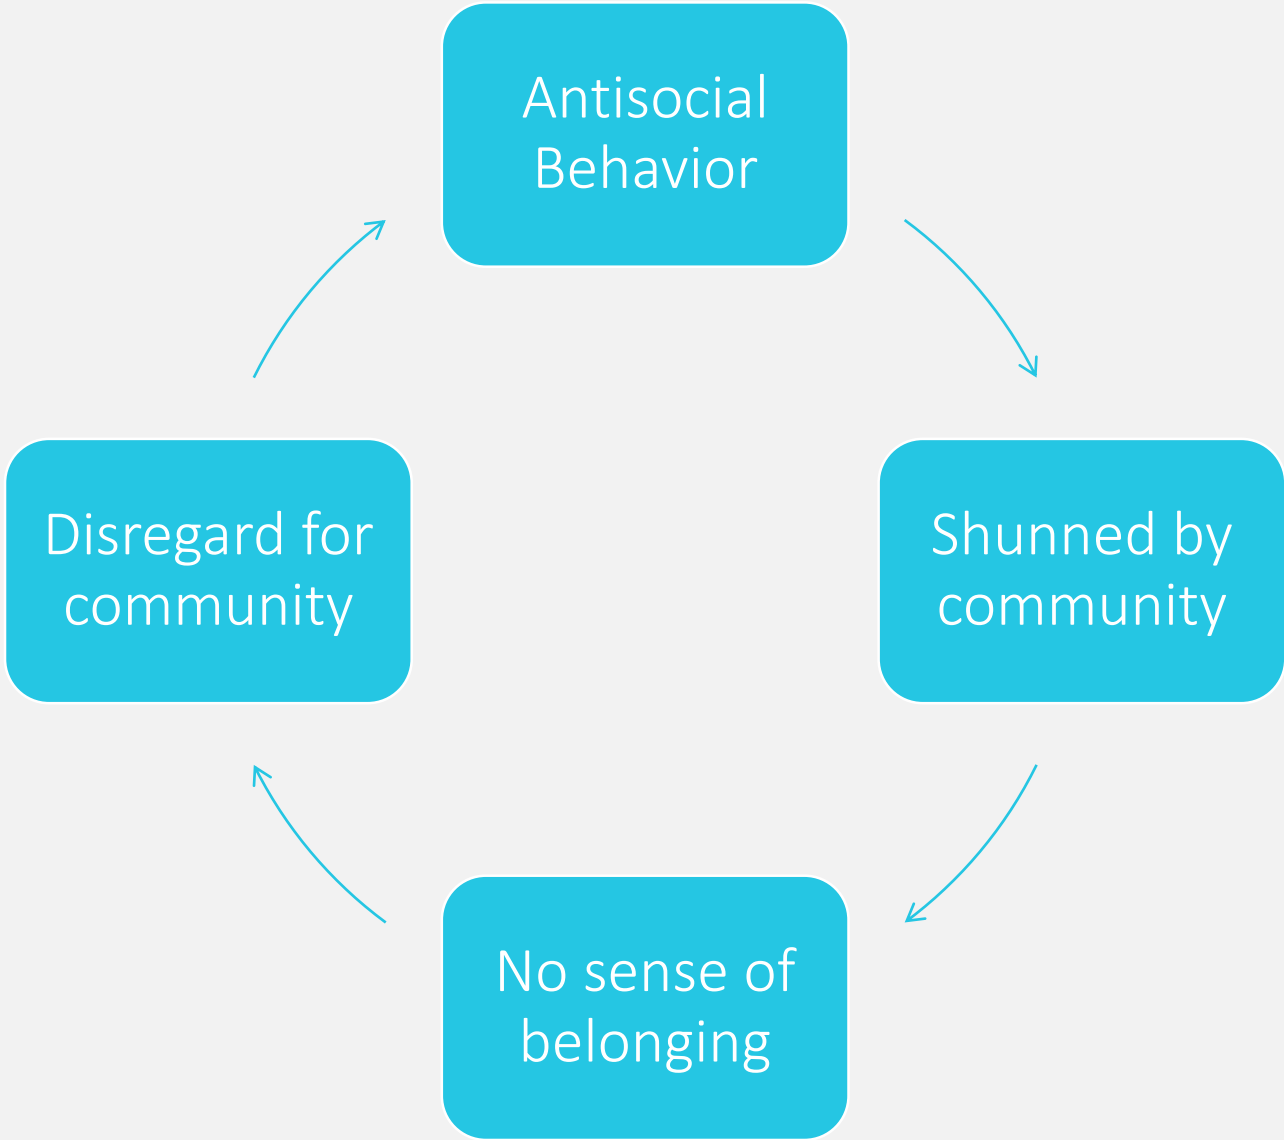 Antisocial
Behavior
Shunned by
community
No sense of
belonging
Disregard for
community